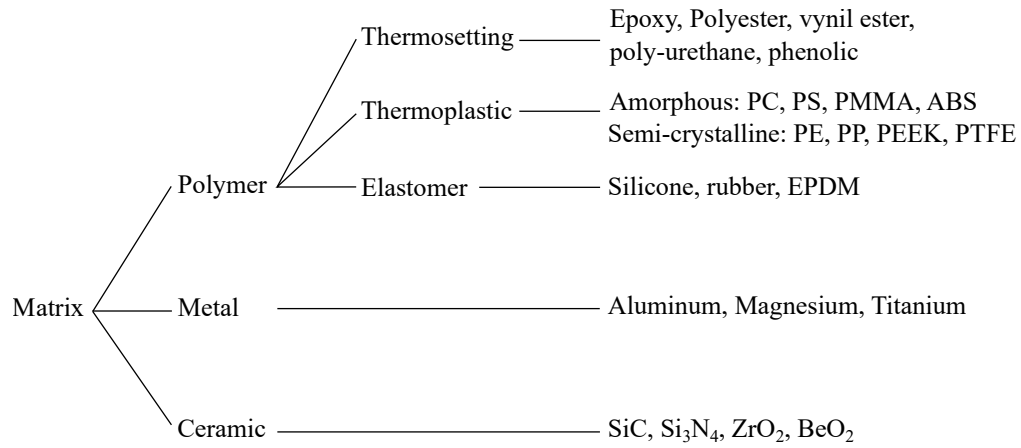 Epoxy, Polyester, vynil ester,
Thermosetting
poly-urethane, phenolic
Thermoplastic
Amorphous: PC, PS, PMMA, ABS
Semi-crystalline: PE, PP, PEEK, PTFE
Polymer
Elastomer
Silicone, rubber, EPDM
Matrix
Metal
Aluminum, Magnesium, Titanium
Ceramic
SiC, Si₃N₄, ZrO₂, BeO₂